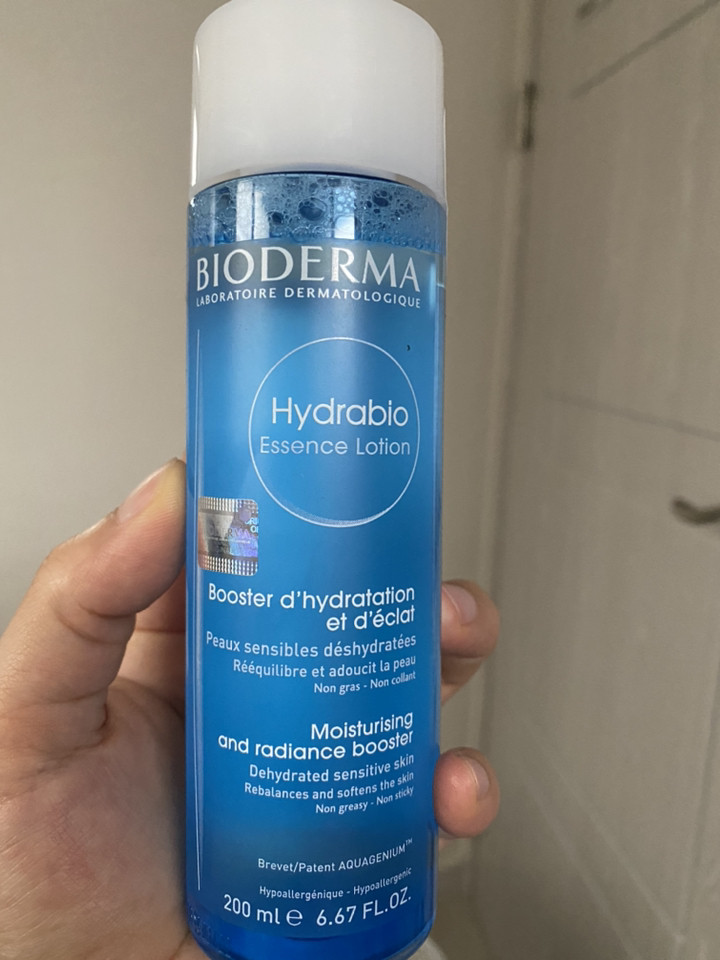 BIODERMA
LABORATOIRE DERMATOLOGIQUE
Hydrabio
Essence Lotion
Booster d'hydratation
et d'éclat
Peaux sensibles déshydratées
Rééquilibre et adoucit la peau
Non gras - Non collant
Moisturising
and radiance booster
Dehydrated sensitive skin
Rebalances and softens the skin
Non greasy - Non sticky
Brevet/Patent AQUAGENIUM™
Hypoallergénique - Hypoallergenic
200 ml ℮ 6.67 FL.OZ.